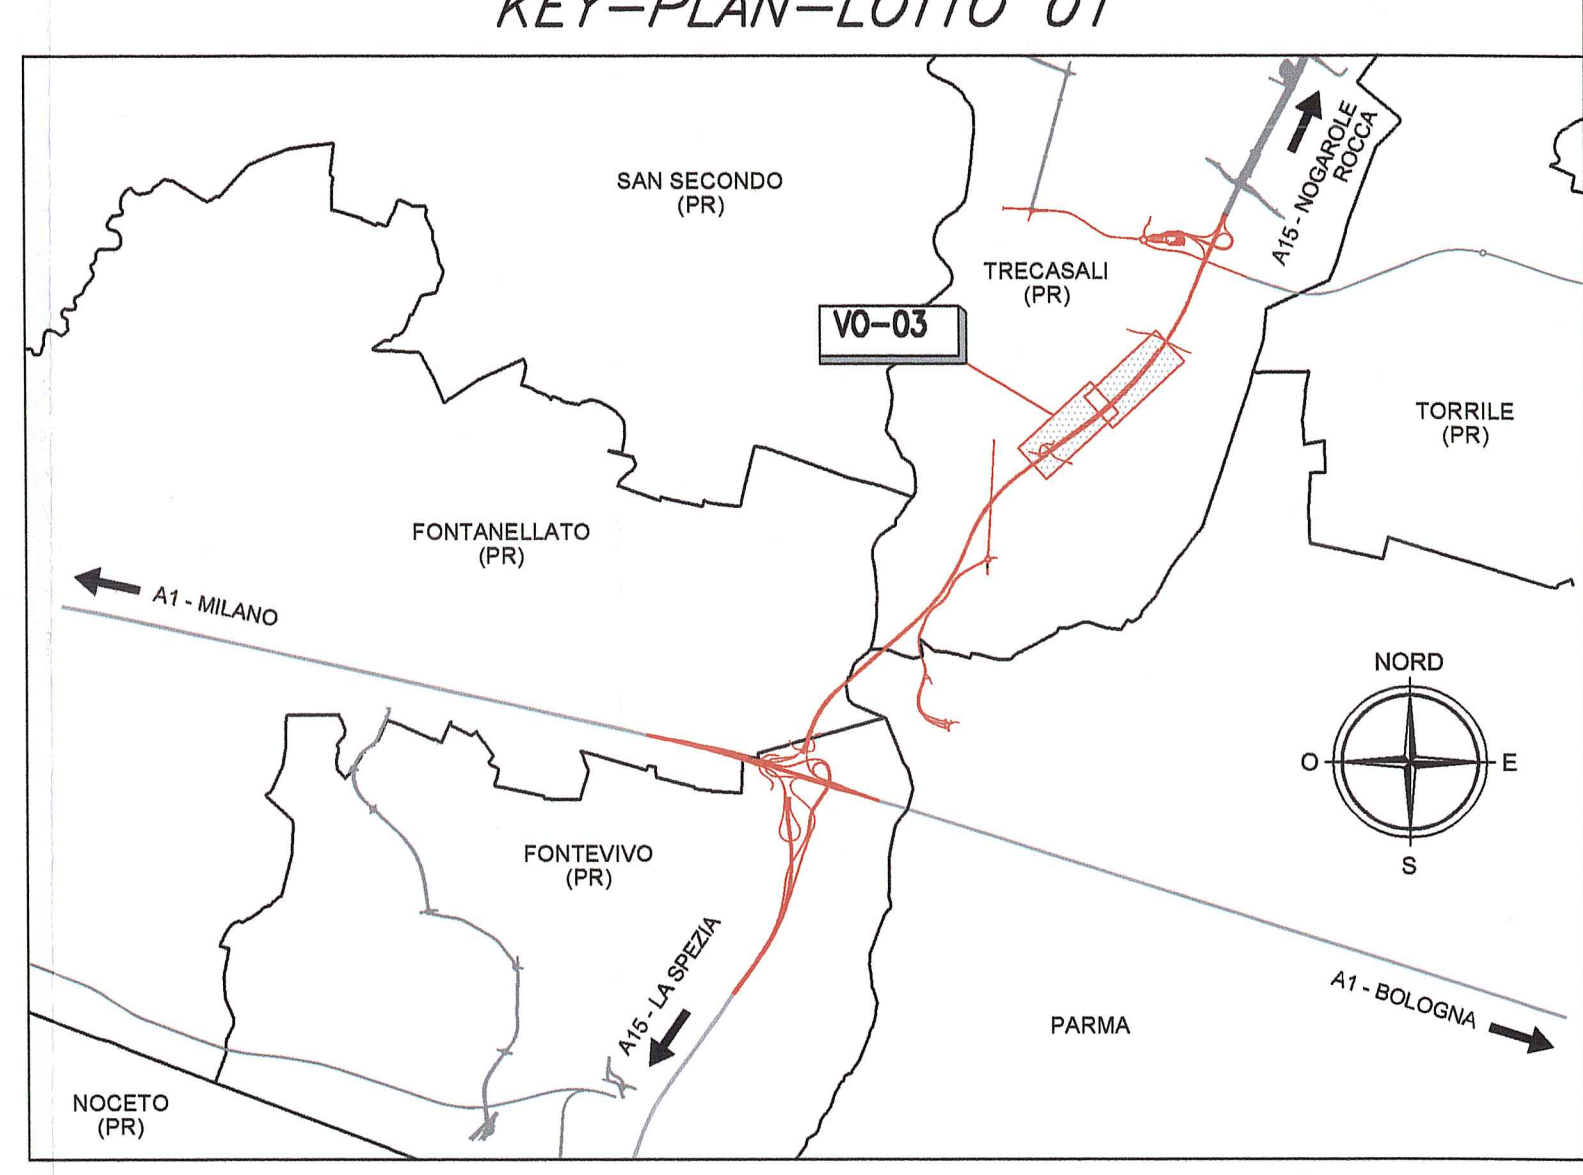 KEY-PLAN-LOTTO 01
SAN SECONDO
(PR)
A15 - NOGAROLE
ROCCA
TRECASALI
(PR)
VO-03
TORRILE
(PR)
FONTANELLATO
(PR)
A1 - MILANO
NORD
O
E
S
FONTEVIVO
(PR)
A15 - LA SPEZIA
A1 - BOLOGNA
PARMA
NOCETO
(PR)